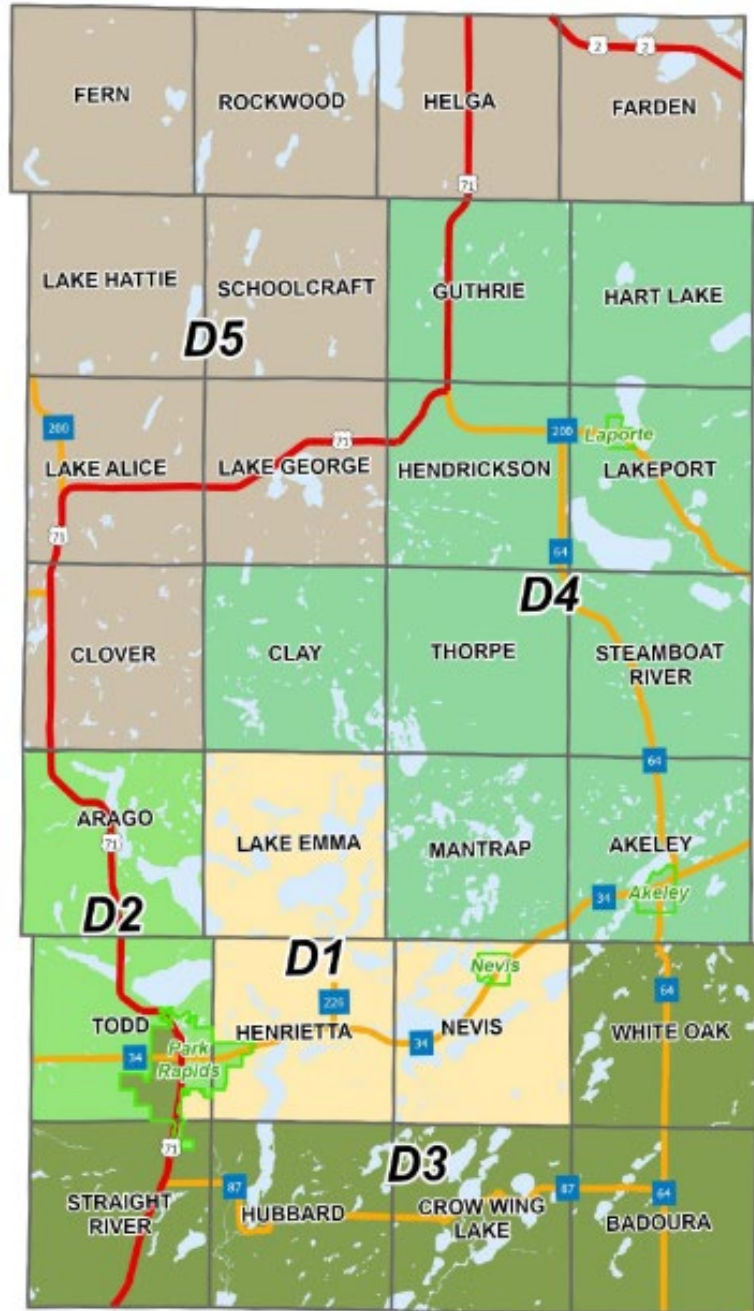 FERN
ROCKWOOD
HELGA
2 2
FARDEN
71
LAKE HATTIE
SCHOOLCRAFT
GUTHRIE
HART LAKE
D5
200
LAKE ALICE
71
LAKE GEORGE
HENDRICKSON
200
Laporte
LAKEPORT
71
64
D4
CLOVER
CLAY
THORPE
STEAMBOAT
RIVER
64
ARAGO
71
LAKE EMMA
MANTRAP
AKELEY
34
Akeley
D2
D1
Nevis
226
64
TODD
HENRIETTA
NEVIS
WHITE OAK
34
Park
Rapids
34
71
D3
87
87
64
STRAIGHT
RIVER
HUBBARD
CROW WING
LAKE
BADOURA